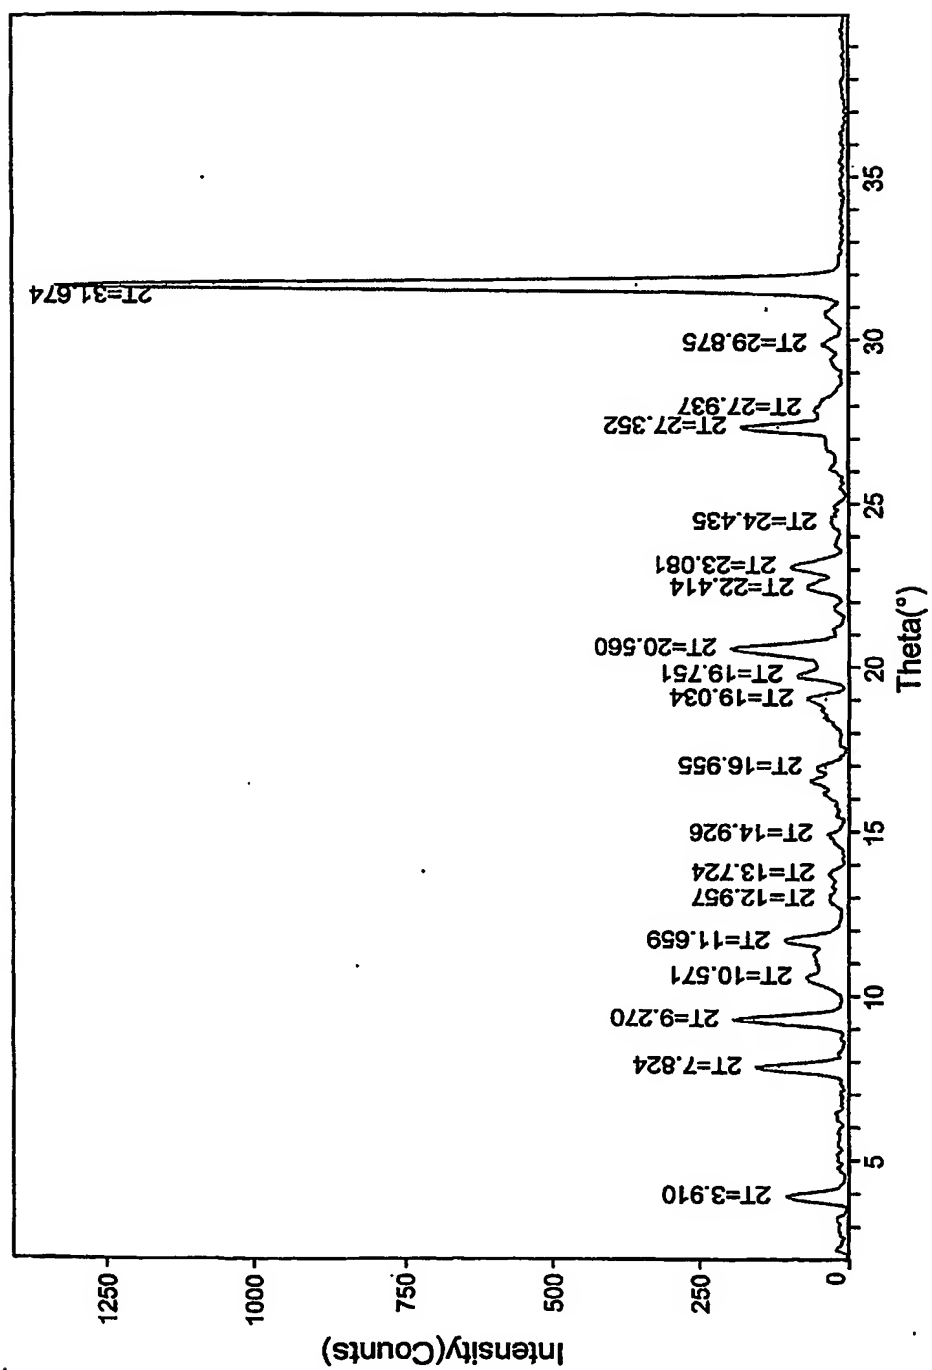 Intensity(Counts)
1250
1000
750
500
250
0
2T=3.910
2T=7.824
2T=9.270
2T=10.571
2T=11.659
2T=12.957
2T=13.724
2T=14.926
2T=16.955
2T=19.034
2T=19.751
2T=20.560
2T=22.414
2T=23.081
2T=24.435
2T=27.352
2T=27.937
2T=29.875
2T=31.674
5
10
15
20
25
30
35
Theta(°)